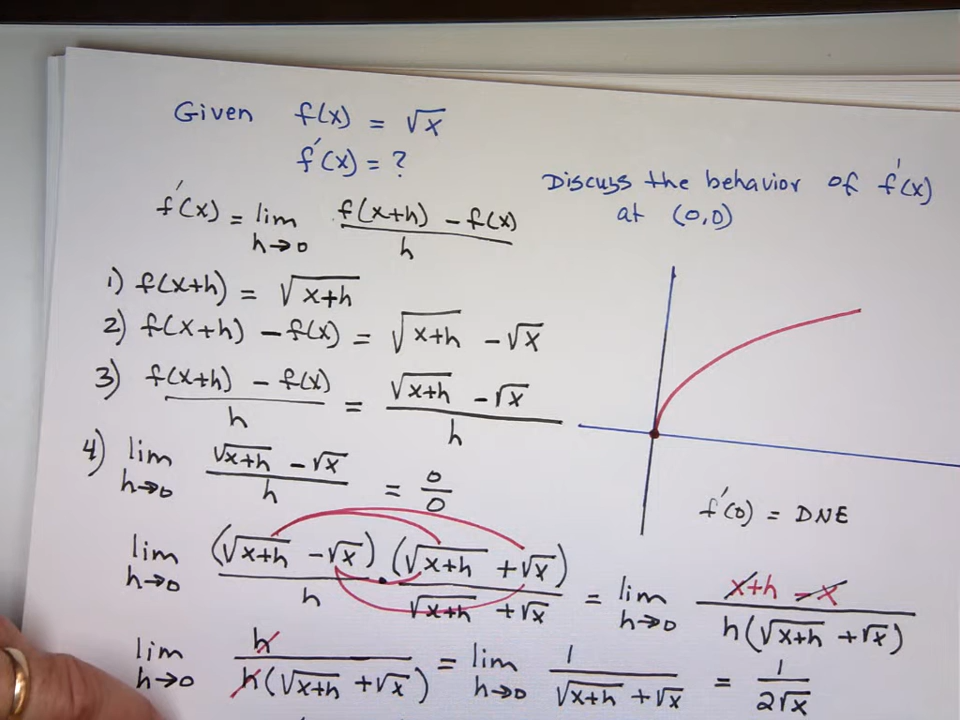 Given f(x) = √x
f'(x) = ?
Discuss the behavior of f'(x)
at (0,0)
f'(x) = lim h→0 (f(x+h) - f(x))/h
1) f(x+h) = √(x+h)
2) f(x+h) - f(x) = √(x+h) - √x
3) (f(x+h) - f(x))/h = (√(x+h) - √x)/h
4) lim h→0 (√(x+h) - √x)/h = 0/0
f'(0) = DNE
lim h→0 (√(x+h) - √x)/h · (√(x+h) + √x)/(√(x+h) + √x) = lim h→0 (x+h - x)/(h(√(x+h) + √x))
lim h→0 h/(h(√(x+h) + √x)) = lim h→0 1/(√(x+h) + √x) = 1/(2√x)